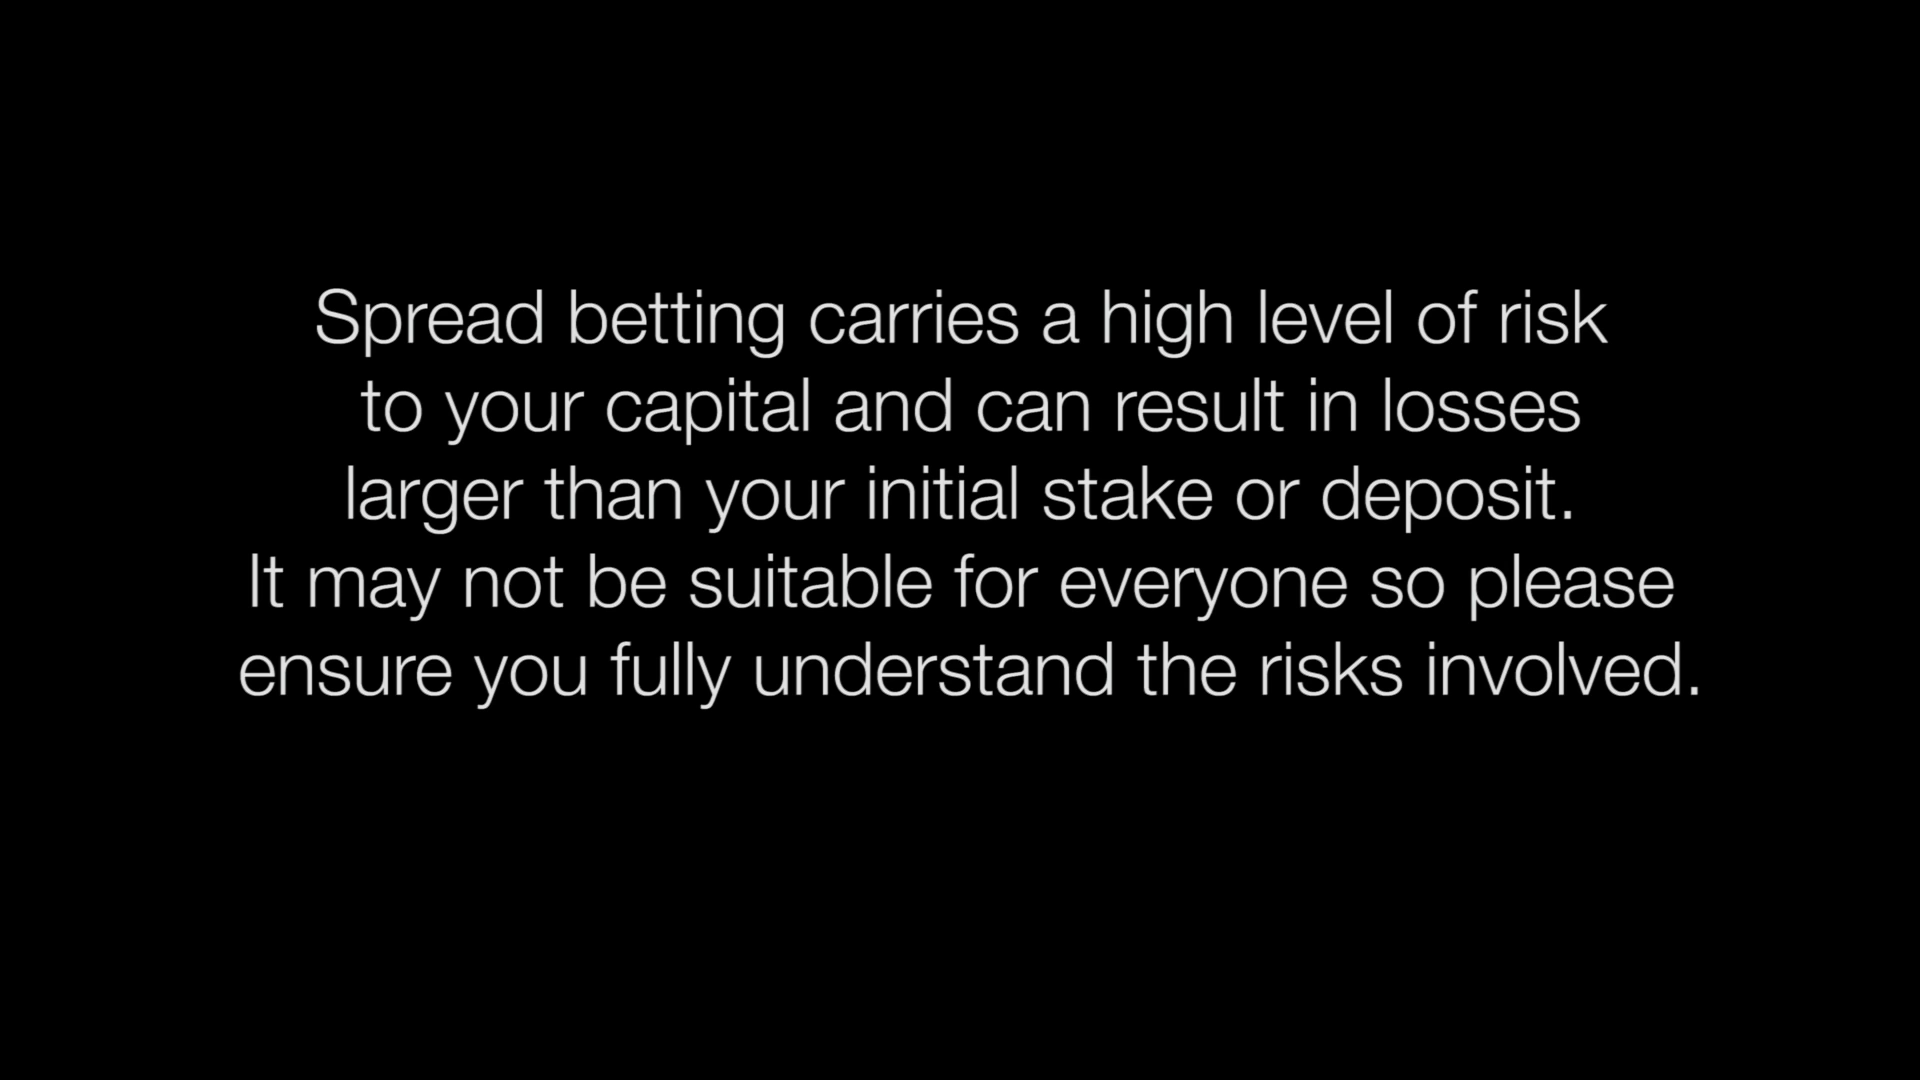 Spread betting carries a high level of risk
to your capital and can result in losses
larger than your initial stake or deposit.
It may not be suitable for everyone so please
ensure you fully understand the risks involved.